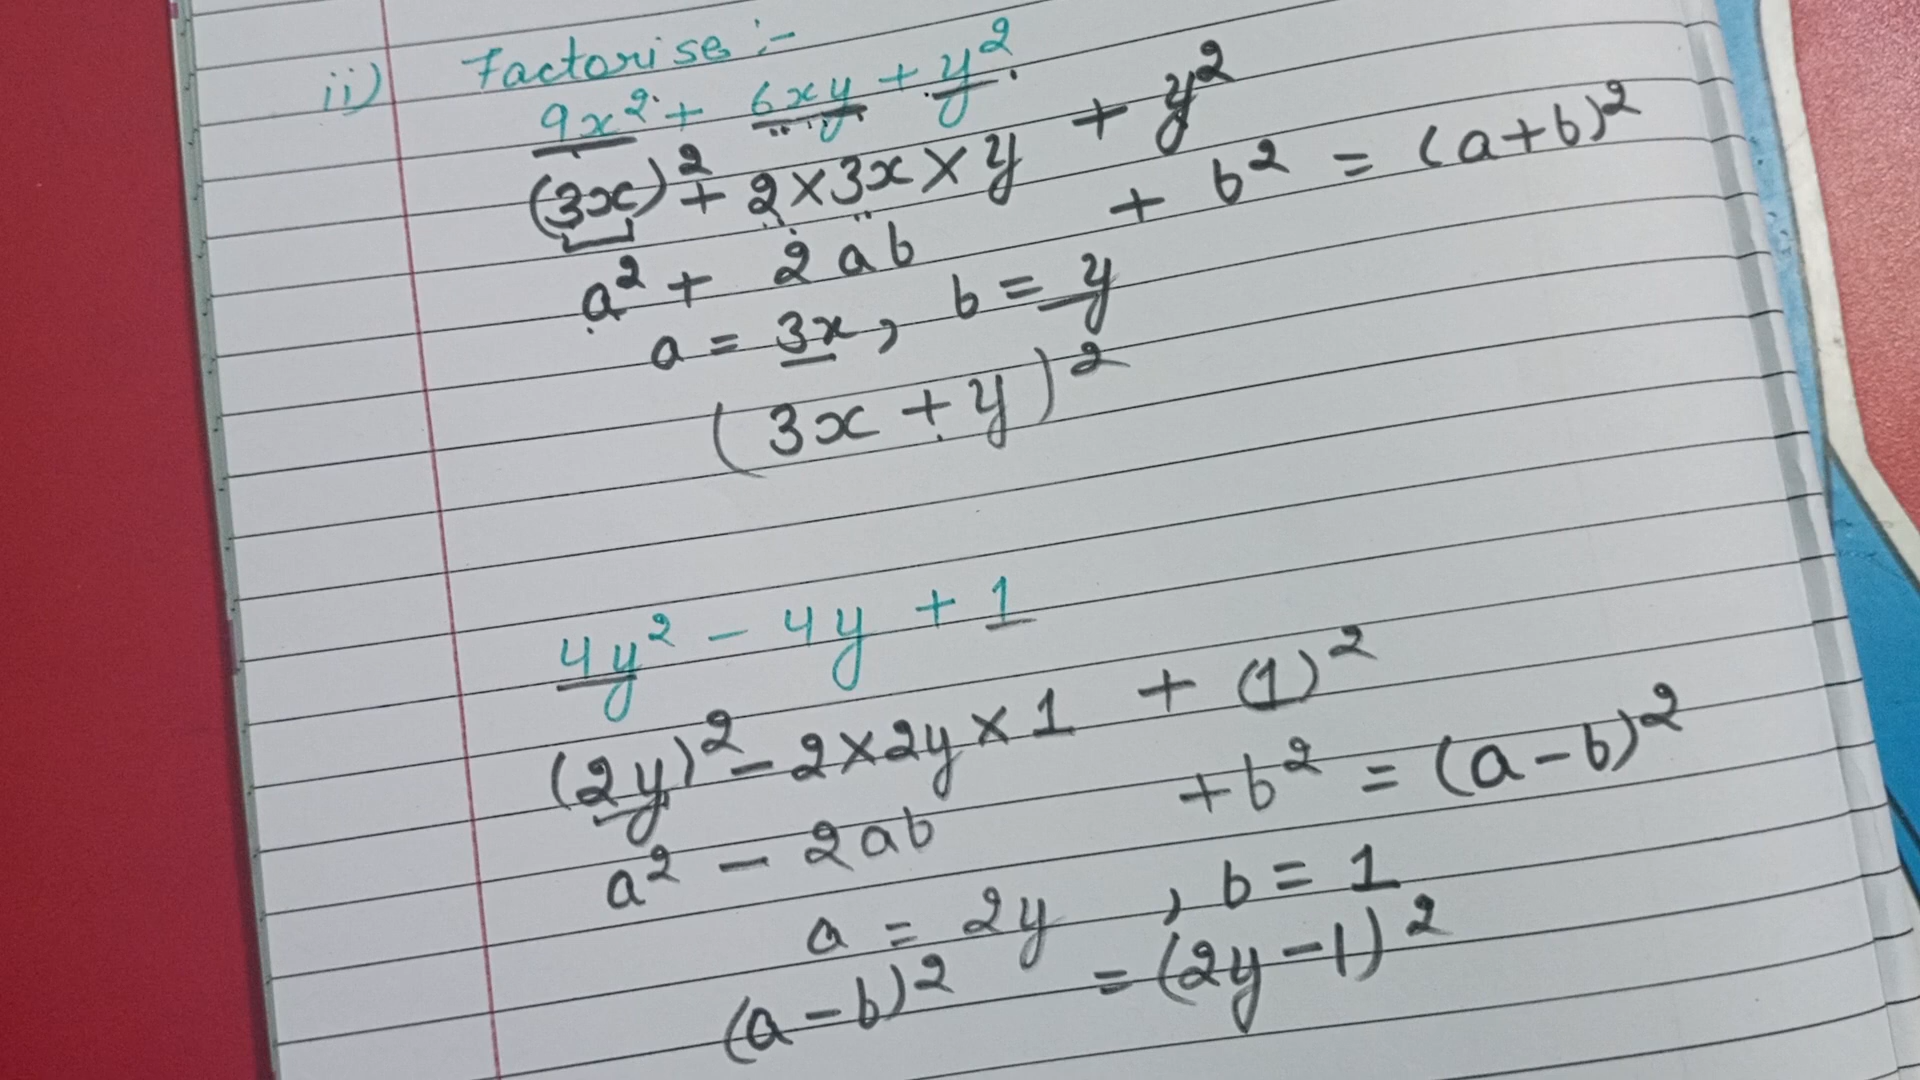 ii) Factorise :-
9x² + 6xy + y²
(3x)² + 2×3x×y + y²
a² + 2ab + b² = (a+b)²
a = 3x, b = y
(3x + y)²
4y² - 4y + 1
(2y)² - 2×2y×1 + (1)²
a² - 2ab + b² = (a-b)²
a = 2y , b = 1
(a-b)² = (2y-1)²